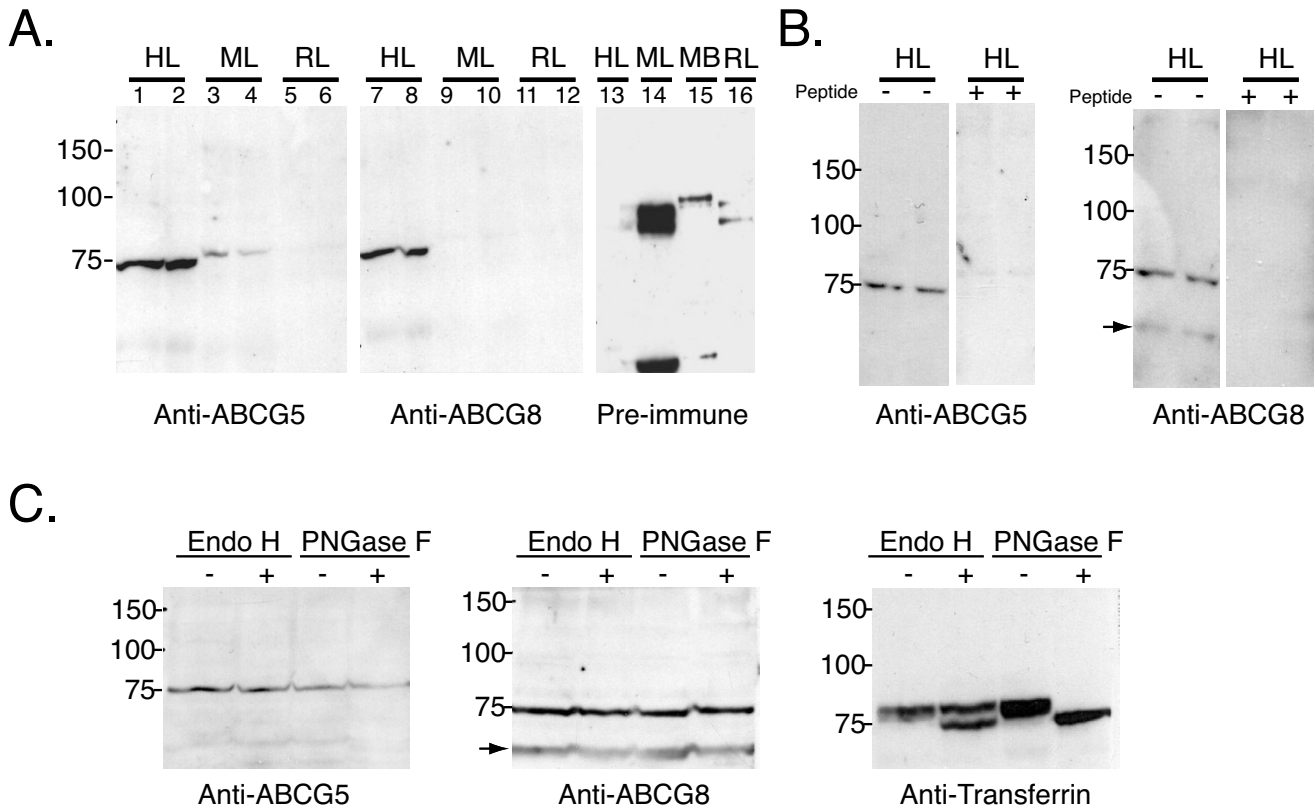 A.
HL ML RL HL ML RL HL ML MB RL
1 2 3 4 5 6 7 8 9 10 11 12 13 14 15 16
150-
100-
75-
Anti-ABCG5 Anti-ABCG8 Pre-immune
B.
HL HL
Peptide - - + +
150-
100-
75-
Anti-ABCG5
HL HL
Peptide - - + +
150-
100-
75-
Anti-ABCG8
C.
Endo H PNGase F
- + - +
150-
100-
75-
Anti-ABCG5
Endo H PNGase F
- + - +
150-
100-
75-
Anti-ABCG8
Endo H PNGase F
- + - +
150-
100-
75-
Anti-Transferrin